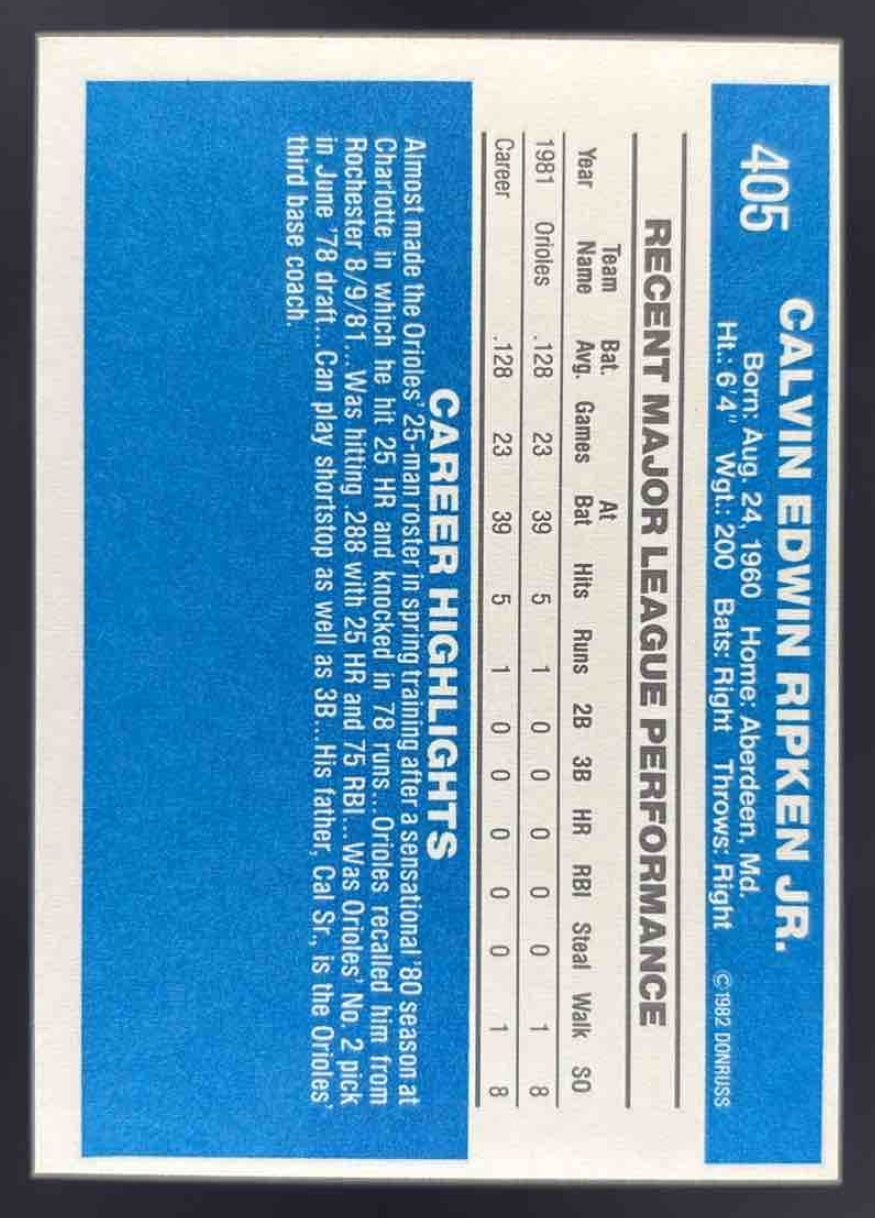 405
CALVIN EDWIN RIPKEN JR.
Born: Aug. 24, 1960 Home: Aberdeen, Md.
Ht.: 6'4" Wgt.: 200 Bats: Right Throws: Right ©1982 DONRUSS
RECENT MAJOR LEAGUE PERFORMANCE
Year Team Name Bat. Avg. Games At Bat Hits Runs 2B 3B HR RBI Steal Walk SO
1981 Orioles .128 23 39 5 1 0 0 0 0 0 1 8
Career .128 23 39 5 1 0 0 0 0 0 1 8
CAREER HIGHLIGHTS
Almost made the Orioles' 25-man roster in spring training after a sensational '80 season at
Charlotte in which he hit 25 HR and knocked in 78 runs...Orioles recalled him from
Rochester 8/9/81...Was hitting .288 with 25 HR and 75 RBI...Was Orioles' No. 2 pick
in June '78 draft...Can play shortstop as well as 3B...His father, Cal Sr., is the Orioles'
third base coach.